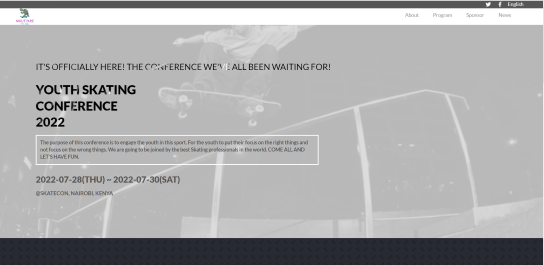 English
About Program Sponsor News
IT'S OFFICIALLY HERE! THE CONFERENCE WE'VE ALL BEEN WAITING FOR!
YOUTH SKATING
CONFERENCE
2022
The purpose of this conference is to engage the youth in this sport. For the youth to put their focus on the right things and
not focus on the wrong things. We are going to be joined by the best Skating professionals in the world. COME ALL AND
LET'S HAVE FUN.
2022-07-28(THU) ~ 2022-07-30(SAT)
@SKATECON, NAIROBI, KENYA